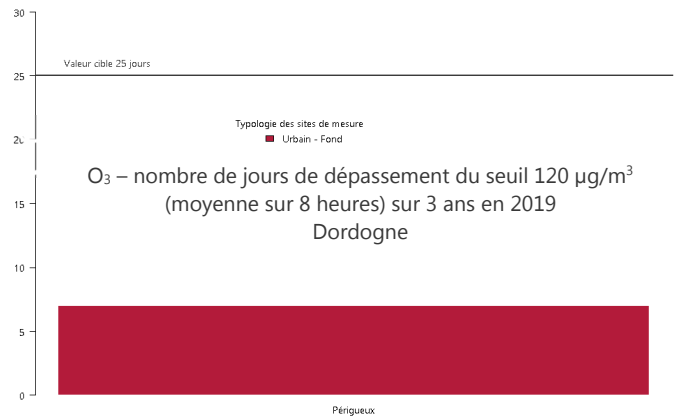 30
Valeur cible 25 jours
25
Typologie des sites de mesure
Urbain - Fond
20
O₃ – nombre de jours de dépassement du seuil 120 µg/m³
(moyenne sur 8 heures) sur 3 ans en 2019
Dordogne
15
10
5
0
Périgueux